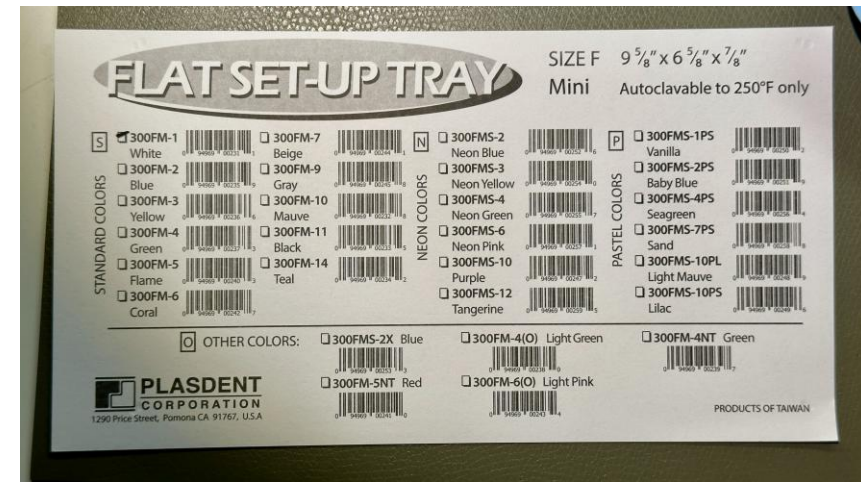 FLAT SET-UP TRAY
SIZE F 9 5/8" x 6 5/8" x 7/8"
Mini Autoclavable to 250°F only
S
STANDARD COLORS
300FM-1
White
300FM-2
Blue
300FM-3
Yellow
300FM-4
Green
300FM-5
Flame
300FM-6
Coral
300FM-7
Beige
300FM-9
Gray
300FM-10
Mauve
300FM-11
Black
300FM-14
Teal
N
NEON COLORS
300FMS-2
Neon Blue
300FMS-3
Neon Yellow
300FMS-4
Neon Green
300FMS-6
Neon Pink
300FMS-10
Purple
300FMS-12
Tangerine
P
PASTEL COLORS
300FMS-1PS
Vanilla
300FMS-2PS
Baby Blue
300FMS-4PS
Seagreen
300FMS-7PS
Sand
300FMS-10PL
Light Mauve
300FMS-10PS
Lilac
O OTHER COLORS:
300FMS-2X Blue
300FM-4(O) Light Green
300FM-4NT Green
300FM-5NT Red
300FM-6(O) Light Pink
PLASDENT
CORPORATION
1290 Price Street, Pomona CA 91767, U.S.A
PRODUCTS OF TAIWAN